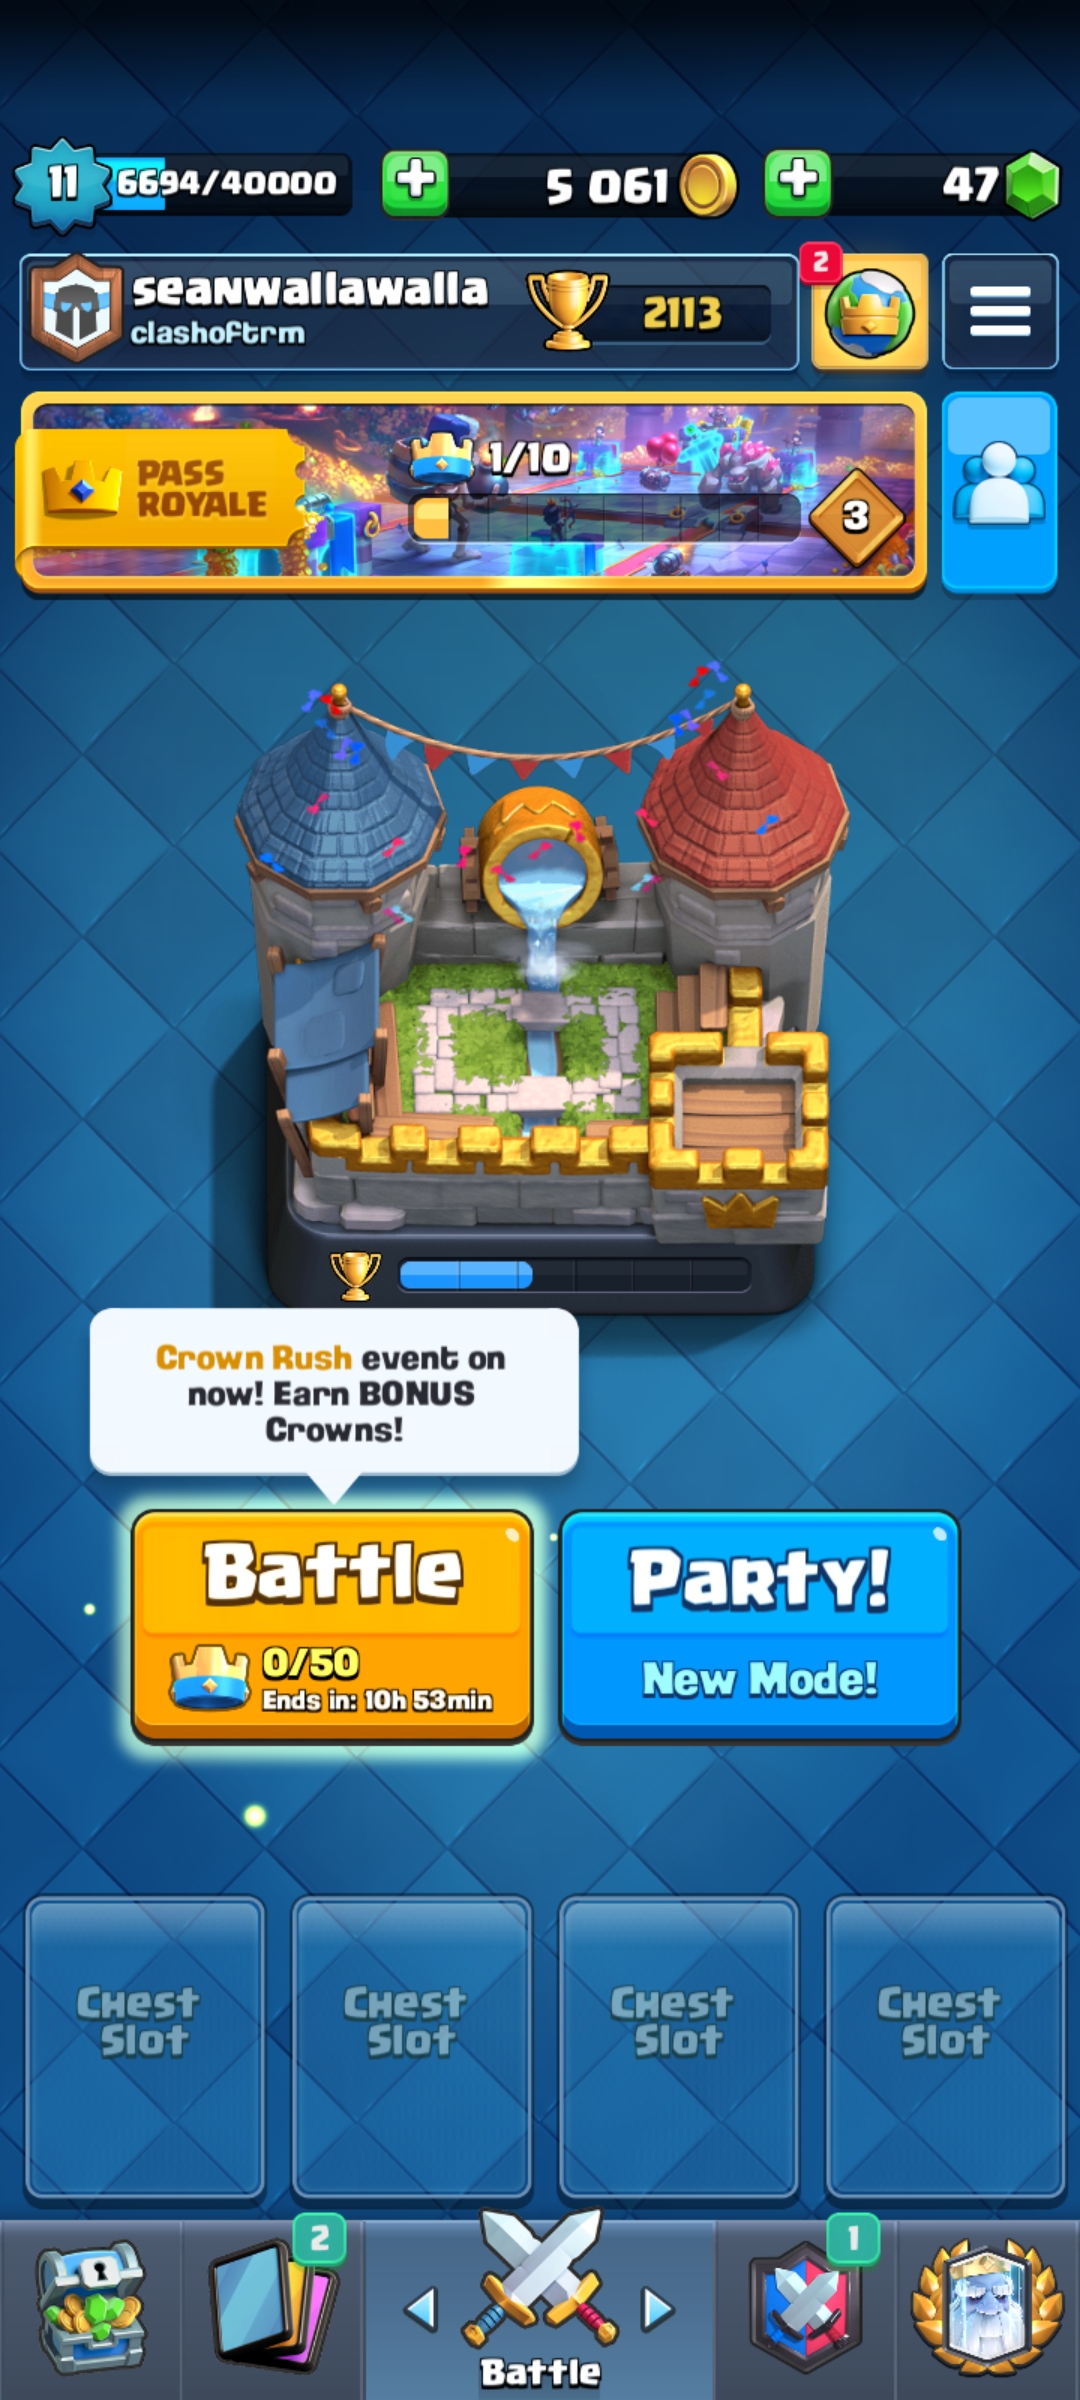 11
6694/40000
5 061
47
seanwallawalla
clashoftrm
2113
2
PASS
ROYALE
1/10
3
Crown Rush event on
now! Earn BONUS
Crowns!
Battle
0/50
Ends in: 10h 53min
Party!
New Mode!
Chest
Slot
Chest
Slot
Chest
Slot
Chest
Slot
2
1
Battle